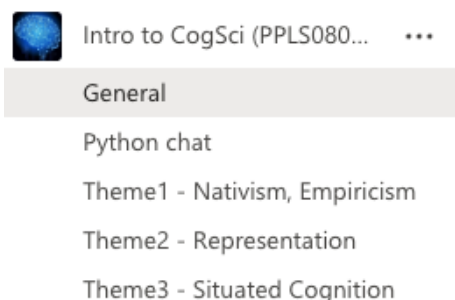 Intro to CogSci (PPLS080...
General
Python chat
Theme1 - Nativism, Empiricism
Theme2 - Representation
Theme3 - Situated Cognition